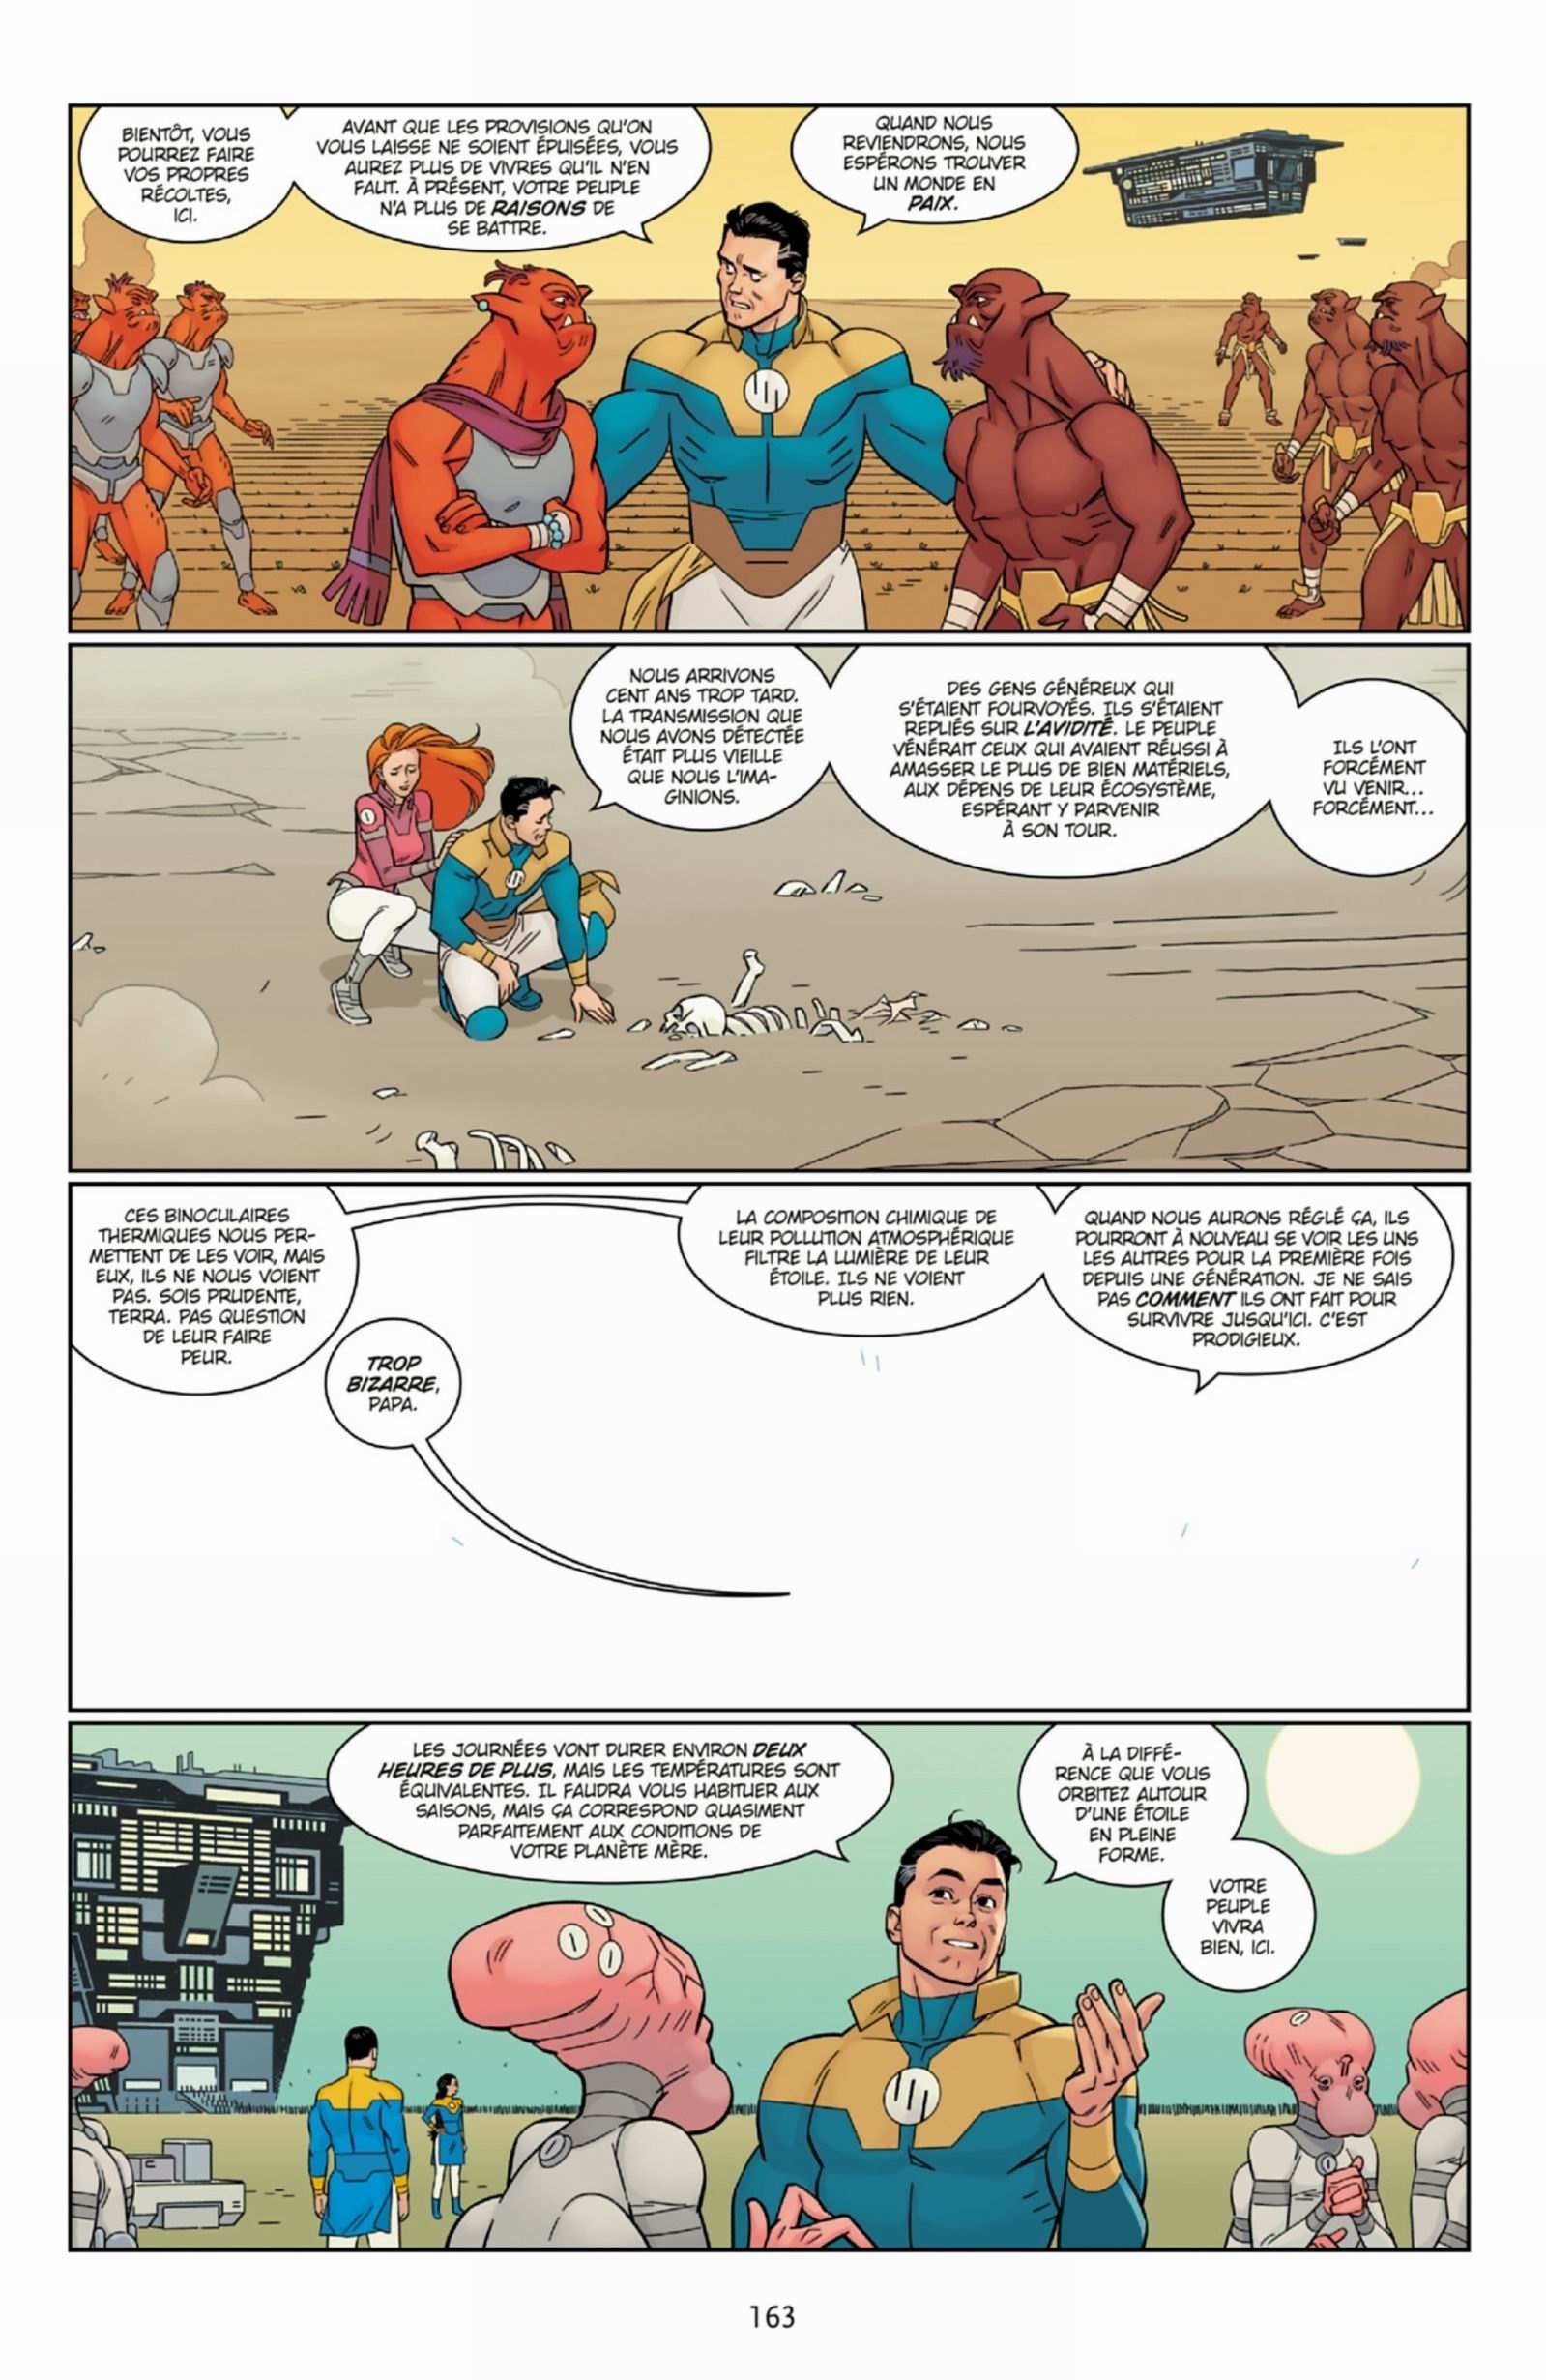 BIENTÔT, VOUS
POURREZ FAIRE
VOS PROPRES
RÉCOLTES,
ICI.
AVANT QUE LES PROVISIONS QU'ON
VOUS LAISSE NE SOIENT ÉPUISÉES, VOUS
AUREZ PLUS DE VIVRES QU'IL N'EN
FAUT. À PRÉSENT, VOTRE PEUPLE
N'A PLUS DE RAISONS DE
SE BATTRE.
QUAND NOUS
REVIENDRONS, NOUS
ESPÉRONS TROUVER
UN MONDE EN
PAIX.
NOUS ARRIVONS
CENT ANS TROP TARD.
LA TRANSMISSION QUE
NOUS AVONS DÉTECTÉE
ÉTAIT PLUS VIEILLE
QUE NOUS L'IMA-
GINIONS.
DES GENS GÉNÉREUX QUI
S'ÉTAIENT FOURVOYÉS. ILS S'ÉTAIENT
REPLIÉS SUR L'AVIDITÉ. LE PEUPLE
VÉNÉRAIT CEUX QUI AVAIENT RÉUSSI À
AMASSER LE PLUS DE BIEN MATÉRIELS,
AUX DÉPENS DE LEUR ÉCOSYSTÈME,
ESPÉRANT Y PARVENIR
À SON TOUR.
ILS L'ONT
FORCÉMENT
VU VENIR...
FORCÉMENT...
CES BINOCULAIRES
THERMIQUES NOUS PER-
METTENT DE LES VOIR, MAIS
EUX, ILS NE NOUS VOIENT
PAS. SOIS PRUDENTE,
TERRA. PAS QUESTION
DE LEUR FAIRE
PEUR.
TROP
BIZARRE,
PAPA.
LA COMPOSITION CHIMIQUE DE
LEUR POLLUTION ATMOSPHÉRIQUE
FILTRE LA LUMIÈRE DE LEUR
ÉTOILE. ILS NE VOIENT
PLUS RIEN.
QUAND NOUS AURONS RÉGLÉ ÇA, ILS
POURRONT À NOUVEAU SE VOIR LES UNS
LES AUTRES POUR LA PREMIÈRE FOIS
DEPUIS UNE GÉNÉRATION. JE NE SAIS
PAS COMMENT ILS ONT FAIT POUR
SURVIVRE JUSQU'ICI. C'EST
PRODIGIEUX.
LES JOURNÉES VONT DURER ENVIRON DEUX
HEURES DE PLUS, MAIS LES TEMPÉRATURES SONT
ÉQUIVALENTES. IL FAUDRA VOUS HABITUER AUX
SAISONS, MAIS ÇA CORRESPOND QUASIMENT
PARFAITEMENT AUX CONDITIONS DE
VOTRE PLANÈTE MÈRE.
À LA DIFFÉ-
RENCE QUE VOUS
ORBITEZ AUTOUR
D'UNE ÉTOILE
EN PLEINE
FORME.
VOTRE
PEUPLE
VIVRA
BIEN, ICI.
163